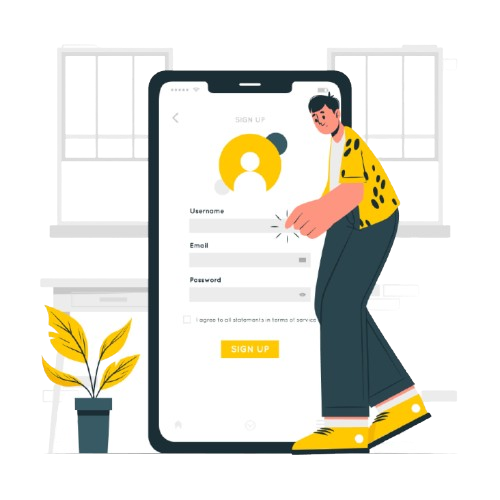 SIGN UP
Username
Email
Password
I agree to all statements in terms of service
SIGN UP